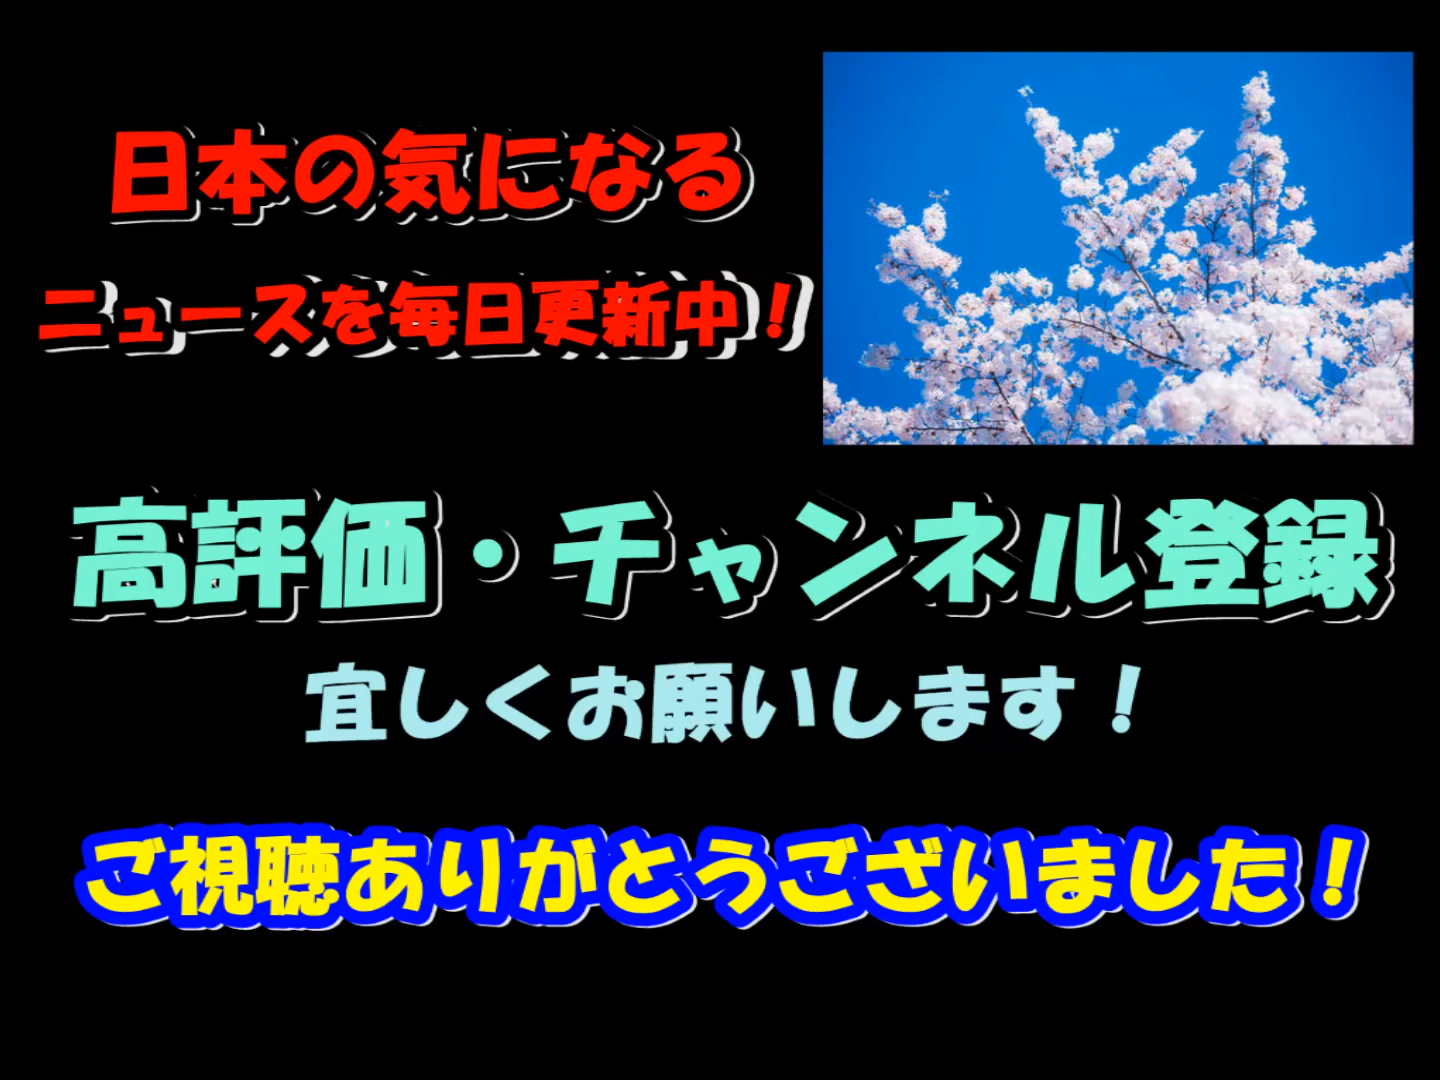 日本の気になる
ニュースを毎日更新中！
高評価・チャンネル登録
宜しくお願いします！
ご視聴ありがとうございました！